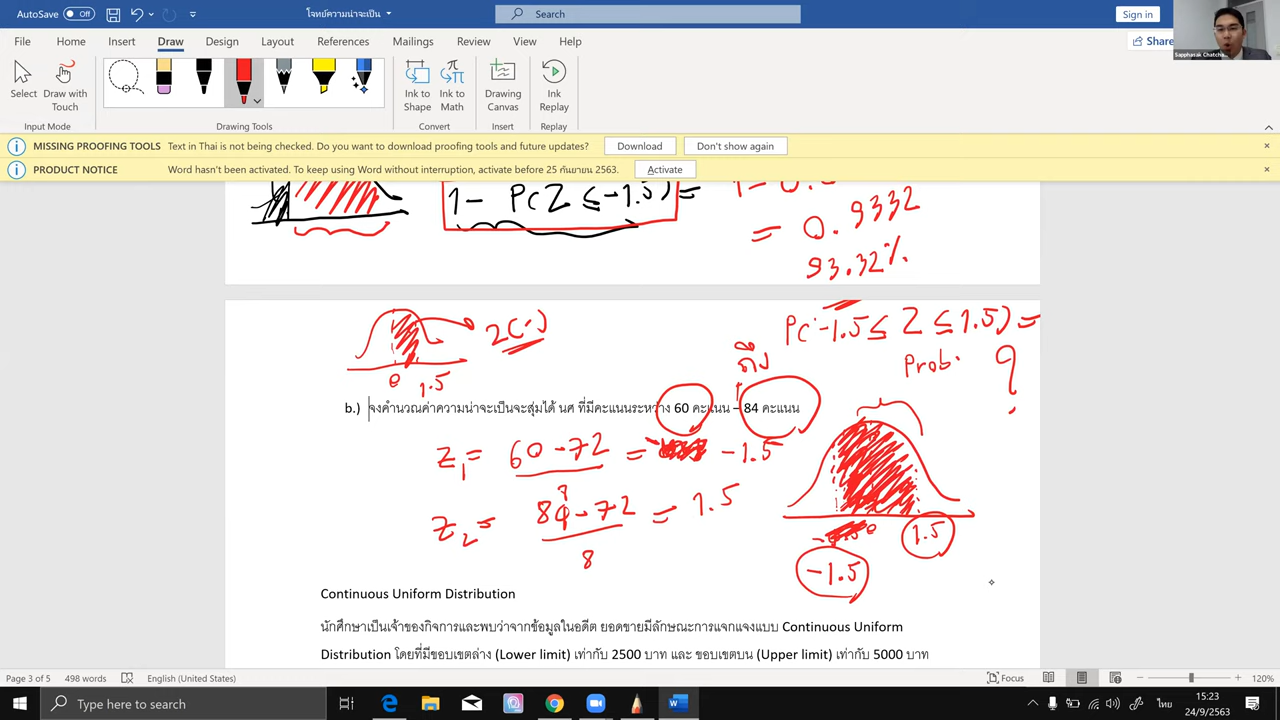 AutoSave Off
โจทย์ความน่าจะเป็น
Search
Sign in
File Home Insert Draw Design Layout References Mailings Review View Help
Share
Sapphasak Chatcha...
Select
Draw with Touch
Ink to Shape
Ink to Math
Drawing Canvas
Ink Replay
Input Mode
Drawing Tools
Convert
Insert
Replay
MISSING PROOFING TOOLS Text in Thai is not being checked. Do you want to download proofing tools and future updates? Download Don't show again
PRODUCT NOTICE Word hasn't been activated. To keep using Word without interruption, activate before 25 กันยายน 2563. Activate
1 - P(Z ≤ -1.5) =
= 0.9332
93.32%
2(~)
0 1.5
P(-1.5 ≤ Z ≤ 1.5) =
Prob. ?
ถึง
b.) จงคำนวณค่าความน่าจะเป็นจะสุ่มได้ นศ ที่มีคะแนนระหว่าง 60 คะแนน – 84 คะแนน
Z1 = 60 - 72 = -1.5
Z2 = 84 - 72 = 1.5
8
1.5
-1.5
Continuous Uniform Distribution
นักศึกษาเป็นเจ้าของกิจการและพบว่าจากข้อมูลในอดีต ยอดขายมีลักษณะการแจกแจงแบบ Continuous Uniform
Distribution โดยที่มีขอบเขตล่าง (Lower limit) เท่ากับ 2500 บาท และ ขอบเขตบน (Upper limit) เท่ากับ 5000 บาท
Page 3 of 5 498 words English (United States)
Focus
120%
Type here to search
ไทย
15:23
24/9/2563